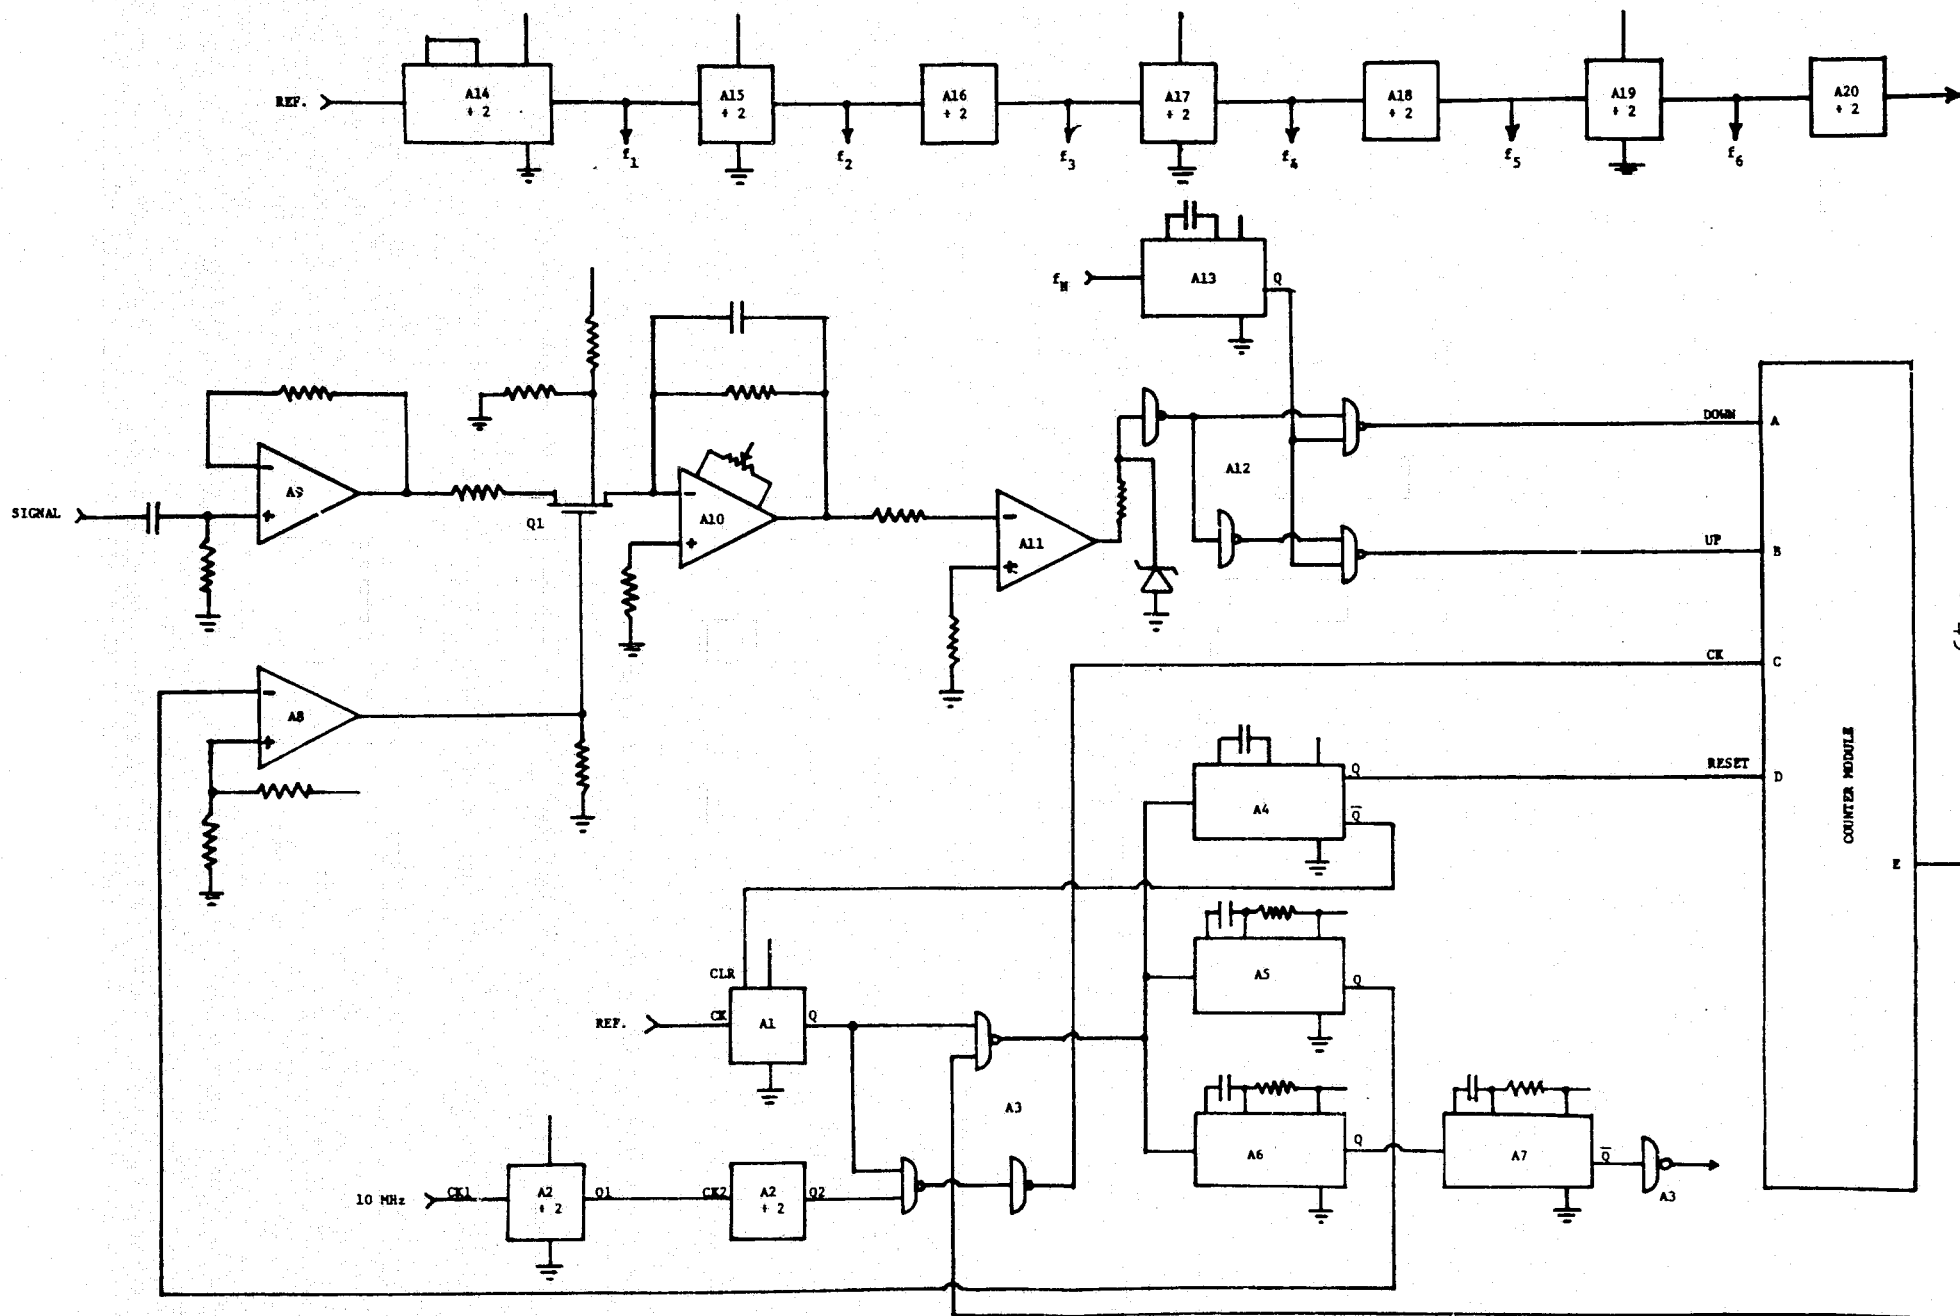 REF.
A14
÷ 2
f1
A15
÷ 2
f2
A16
÷ 2
f3
A17
÷ 2
f4
A18
÷ 2
f5
A19
÷ 2
f6
A20
÷ 2
fN
A13
Q
SIGNAL
-
A9
+
Q1
-
A10
+
-
A11
+
A12
DOWN
A
UP
B
CK
C
RESET
D
COUNTER MODULE
E
-
A8
+
A4
Q
Q̅
A5
Q
CLR
REF.
CK
A1
Q
A3
A6
Q
A7
Q̅
A3
10 MHz
CK1
A2
÷ 2
Q1
CK2
A2
÷ 2
Q2